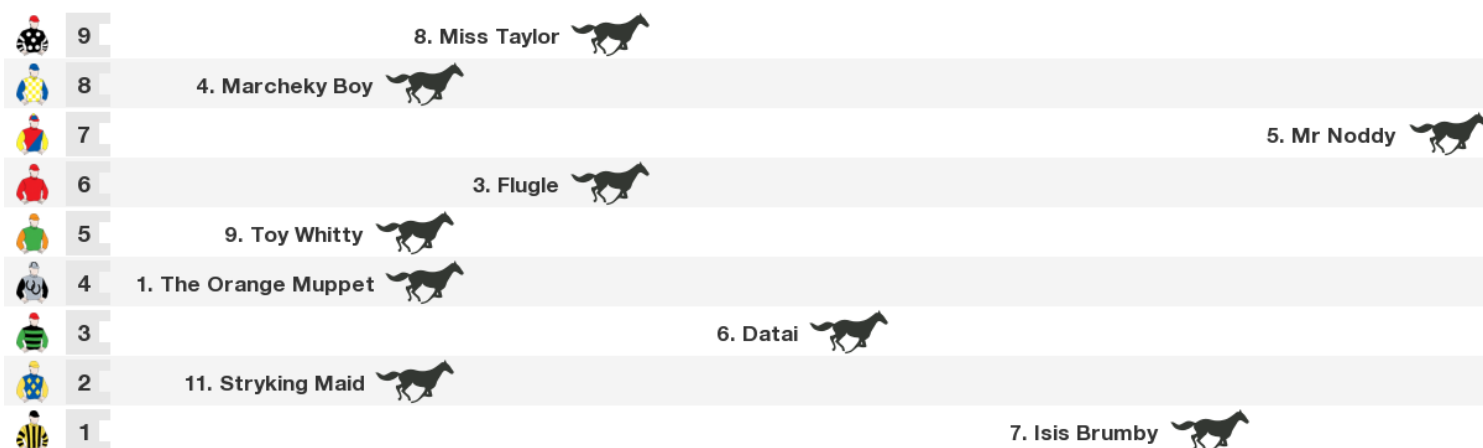 9 8. Miss Taylor
8 4. Marcheky Boy
7 5. Mr Noddy
6 3. Flugle
5 9. Toy Whitty
4 1. The Orange Muppet
3 6. Datai
2 11. Stryking Maid
1 7. Isis Brumby